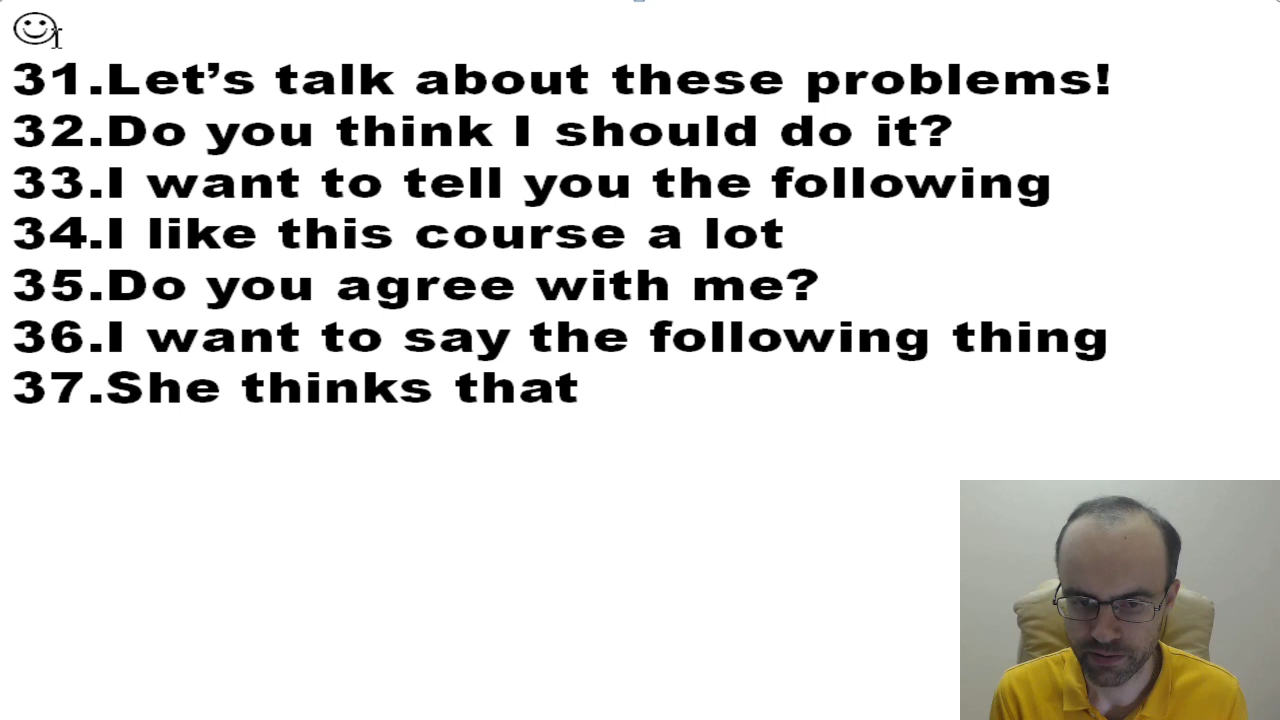 31.Let’s talk about these problems!
32.Do you think I should do it?
33.I want to tell you the following
34.I like this course a lot
35.Do you agree with me?
36.I want to say the following thing
37.She thinks that